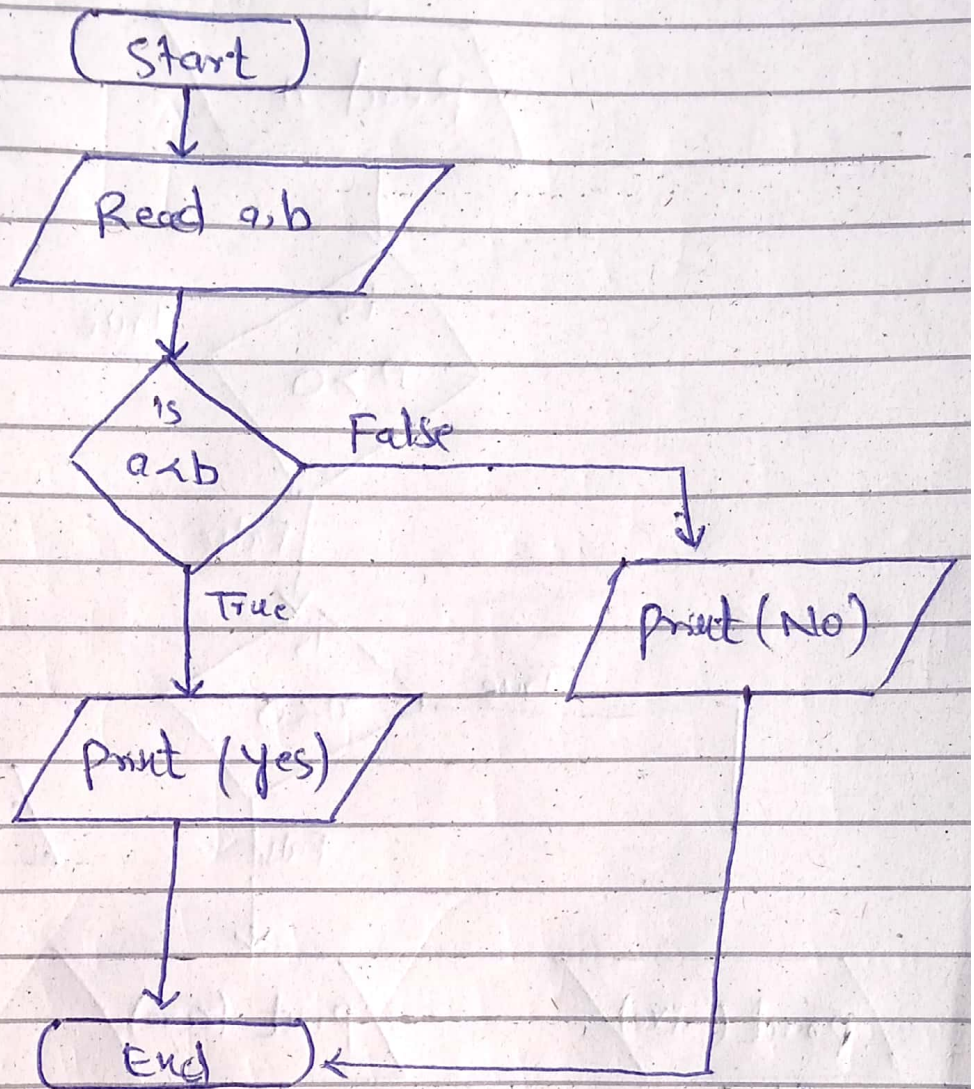 Start
Read a,b
is
a<b
False
True
print (No)
print (yes)
End